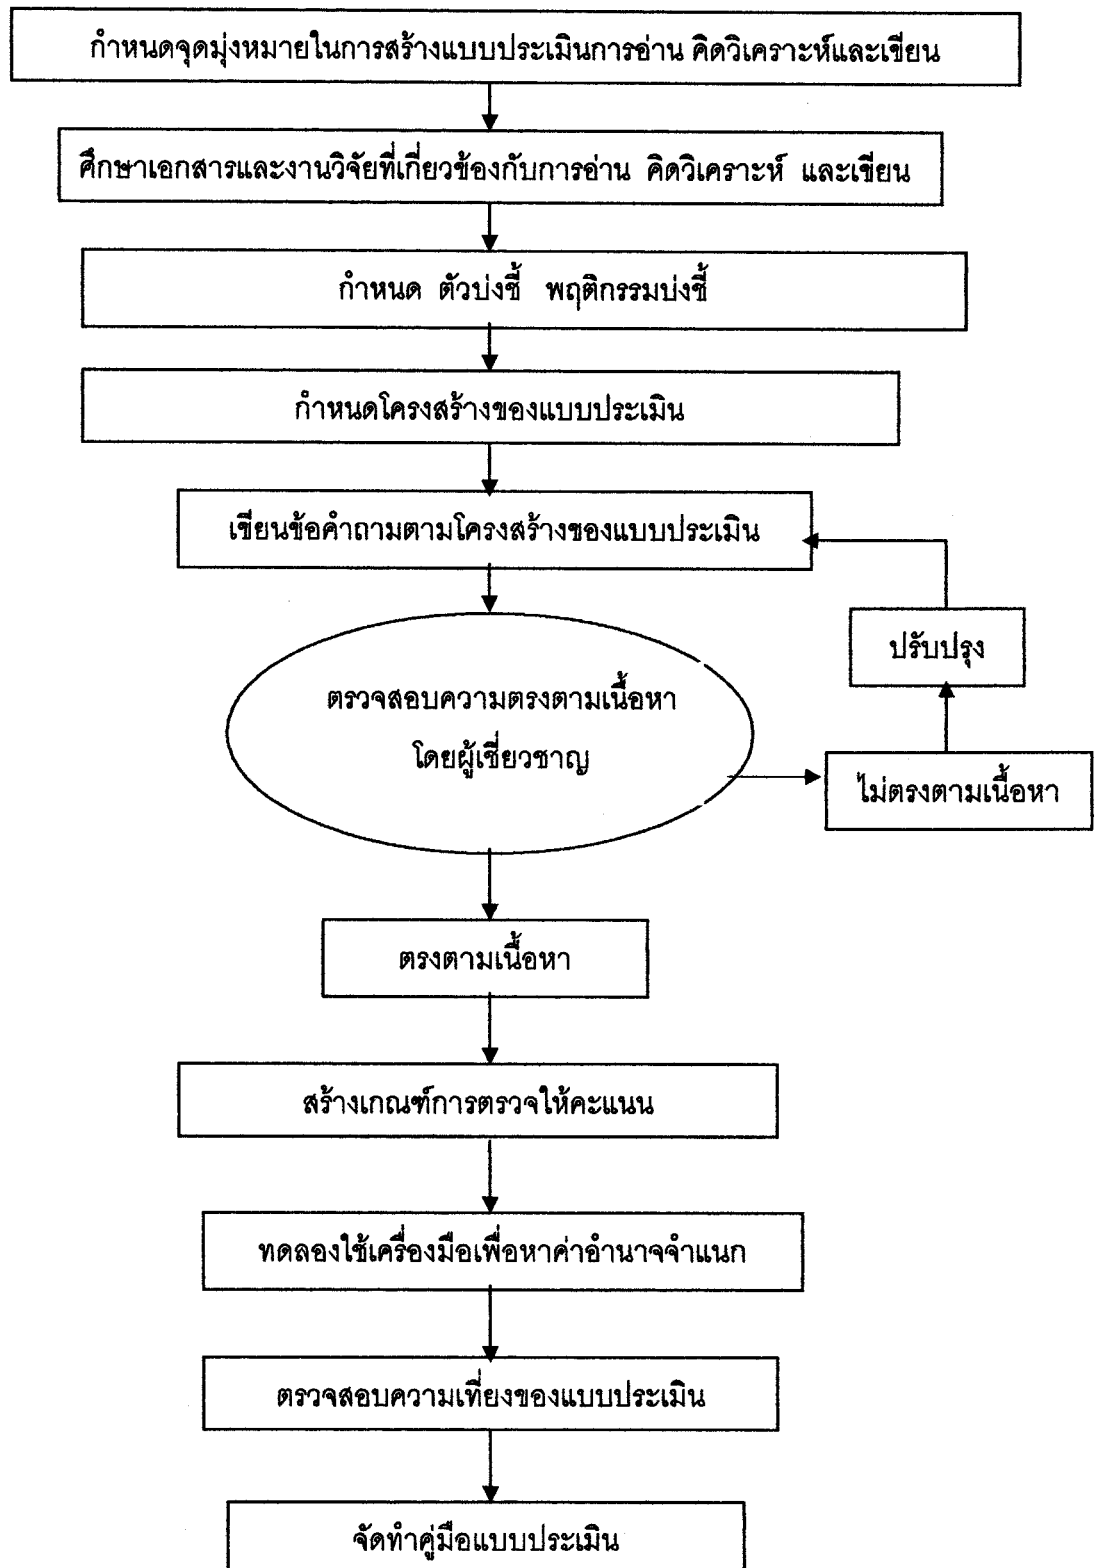 กำหนดจุดมุ่งหมายในการสร้างแบบประเมินการอ่าน คิดวิเคราะห์และเขียน
ศึกษาเอกสารและงานวิจัยที่เกี่ยวข้องกับการอ่าน คิดวิเคราะห์ และเขียน
กำหนด ตัวบ่งชี้ พฤติกรรมบ่งชี้
กำหนดโครงสร้างของแบบประเมิน
เขียนข้อคำถามตามโครงสร้างของแบบประเมิน
ปรับปรุง
ตรวจสอบความตรงตามเนื้อหา
โดยผู้เชี่ยวชาญ
ไม่ตรงตามเนื้อหา
ตรงตามเนื้อหา
สร้างเกณฑ์การตรวจให้คะแนน
ทดลองใช้เครื่องมือเพื่อหาค่าอำนาจจำแนก
ตรวจสอบความเที่ยงของแบบประเมิน
จัดทำคู่มือแบบประเมิน